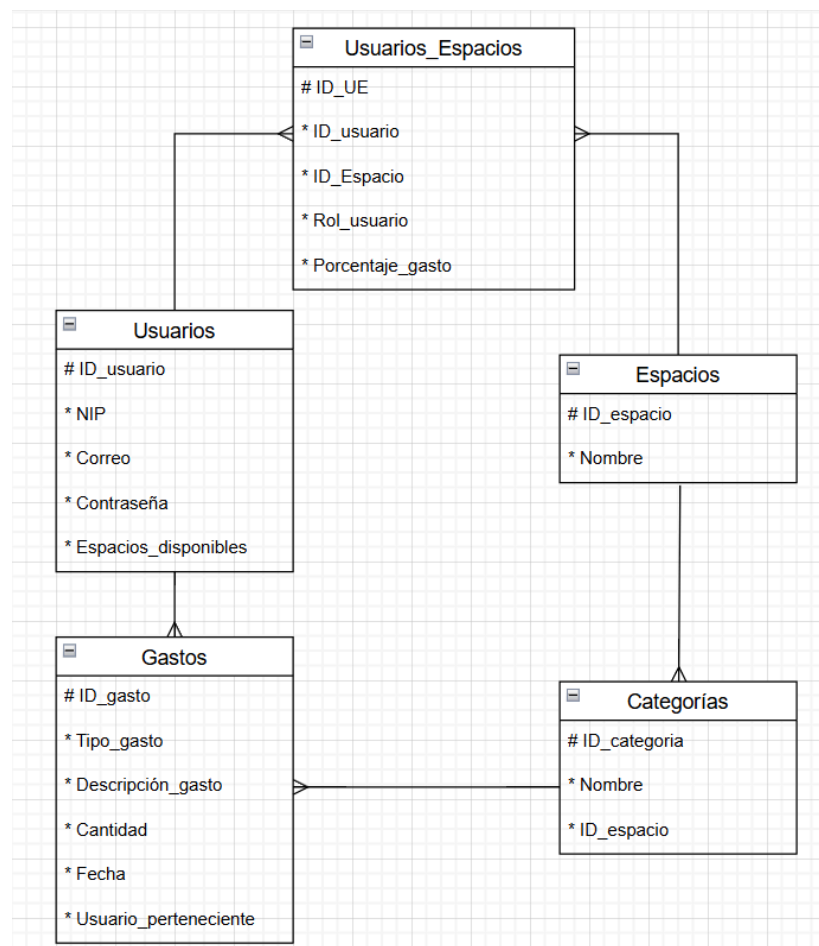 Usuarios_Espacios
# ID_UE
* ID_usuario
* ID_Espacio
* Rol_usuario
* Porcentaje_gasto
Usuarios
# ID_usuario
* NIP
* Correo
* Contraseña
* Espacios_disponibles
Espacios
# ID_espacio
* Nombre
Gastos
# ID_gasto
* Tipo_gasto
* Descripción_gasto
* Cantidad
* Fecha
* Usuario_perteneciente
Categorías
# ID_categoria
* Nombre
* ID_espacio